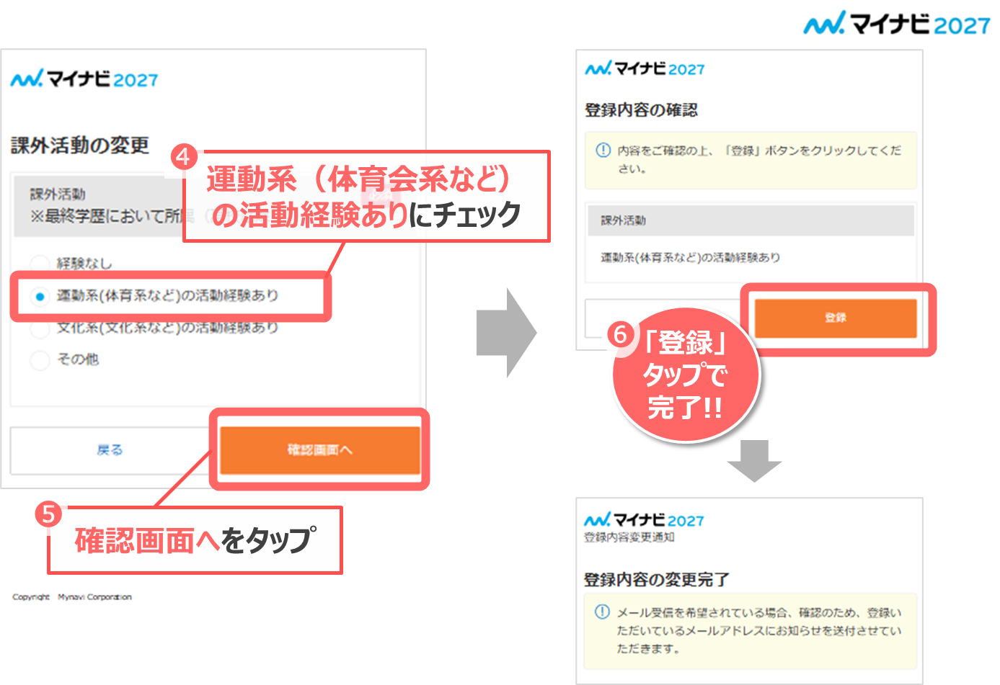 マイナビ2027
マイナビ2027
課外活動の変更
4
運動系（体育会系など）
の活動経験ありにチェック
課外活動
※最終学歴において所属
経験なし
運動系(体育系など)の活動経験あり
文化系(文化系など)の活動経験あり
その他
戻る
確認画面へ
5
確認画面へをタップ
Copyright Mynavi Corporation
マイナビ2027
登録内容の確認
内容をご確認の上、「登録」ボタンをクリックしてくだ
さい。
課外活動
運動系(体育系など)の活動経験あり
登録
6
「登録」
タップで
完了!!
マイナビ2027
登録内容変更通知
登録内容の変更完了
メール受信を希望されている場合、確認のため、登録い
ただいているメールアドレスにお知らせを送付させてい
ただきます。